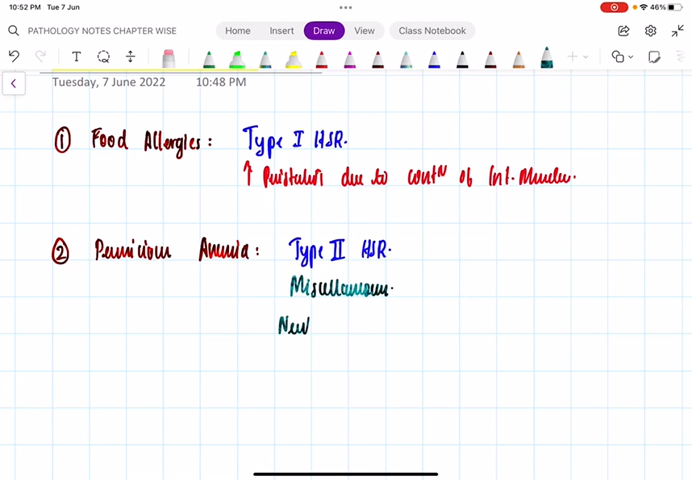 10:52 PM Tue 7 Jun
46%
PATHOLOGY NOTES CHAPTER WISE
Home Insert Draw View Class Notebook
Tuesday, 7 June 2022 10:48 PM
① Food Allergies : Type I HSR.
↑ Peristalsis due to contⁿ of Int. Muscles.
② Pernicious Anemia : Type II HSR.
Miscellaneous.
New